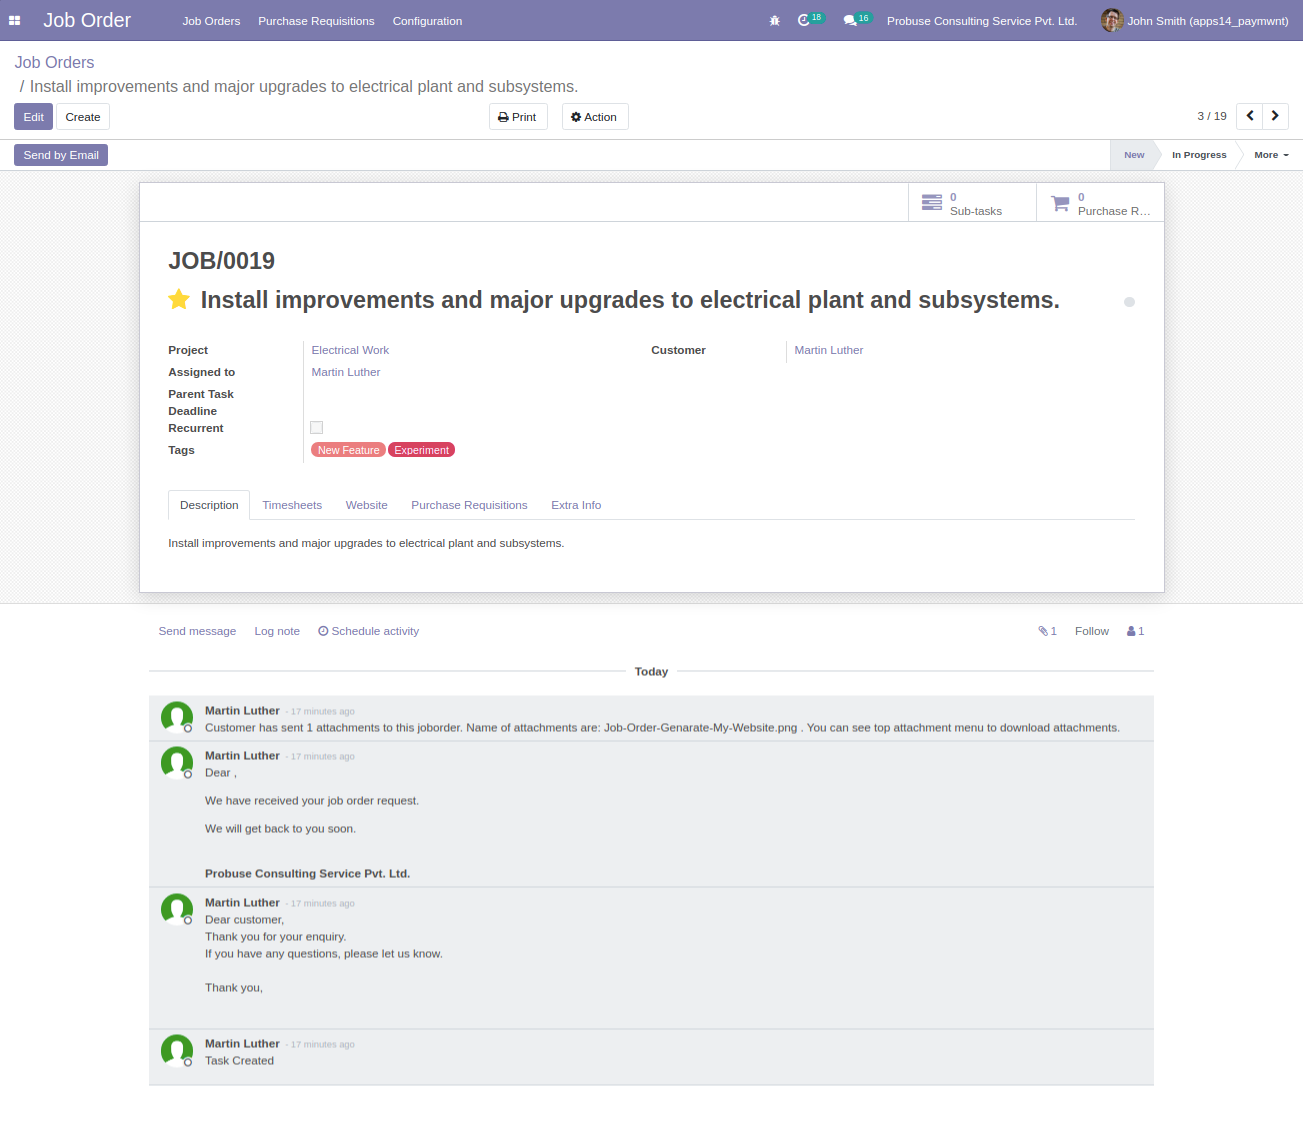 Job Order Job Orders Purchase Requisitions Configuration 18 16 Probuse Consulting Service Pvt. Ltd. John Smith (apps14_paymwnt)
Job Orders
/ Install improvements and major upgrades to electrical plant and subsystems.
Edit Create Print Action 3 / 19
Send by Email New In Progress More
0
Sub-tasks
0
Purchase R...
JOB/0019
Install improvements and major upgrades to electrical plant and subsystems.
Project Electrical Work Customer Martin Luther
Assigned to Martin Luther
Parent Task
Deadline
Recurrent
Tags New Feature Experiment
Description Timesheets Website Purchase Requisitions Extra Info
Install improvements and major upgrades to electrical plant and subsystems.
Send message Log note Schedule activity 1 Follow 1
Today
Martin Luther - 17 minutes ago
Customer has sent 1 attachments to this joborder. Name of attachments are: Job-Order-Genarate-My-Website.png . You can see top attachment menu to download attachments.
Martin Luther - 17 minutes ago
Dear ,
We have received your job order request.
We will get back to you soon.
Probuse Consulting Service Pvt. Ltd.
Martin Luther - 17 minutes ago
Dear customer,
Thank you for your enquiry.
If you have any questions, please let us know.
Thank you,
Martin Luther - 17 minutes ago
Task Created